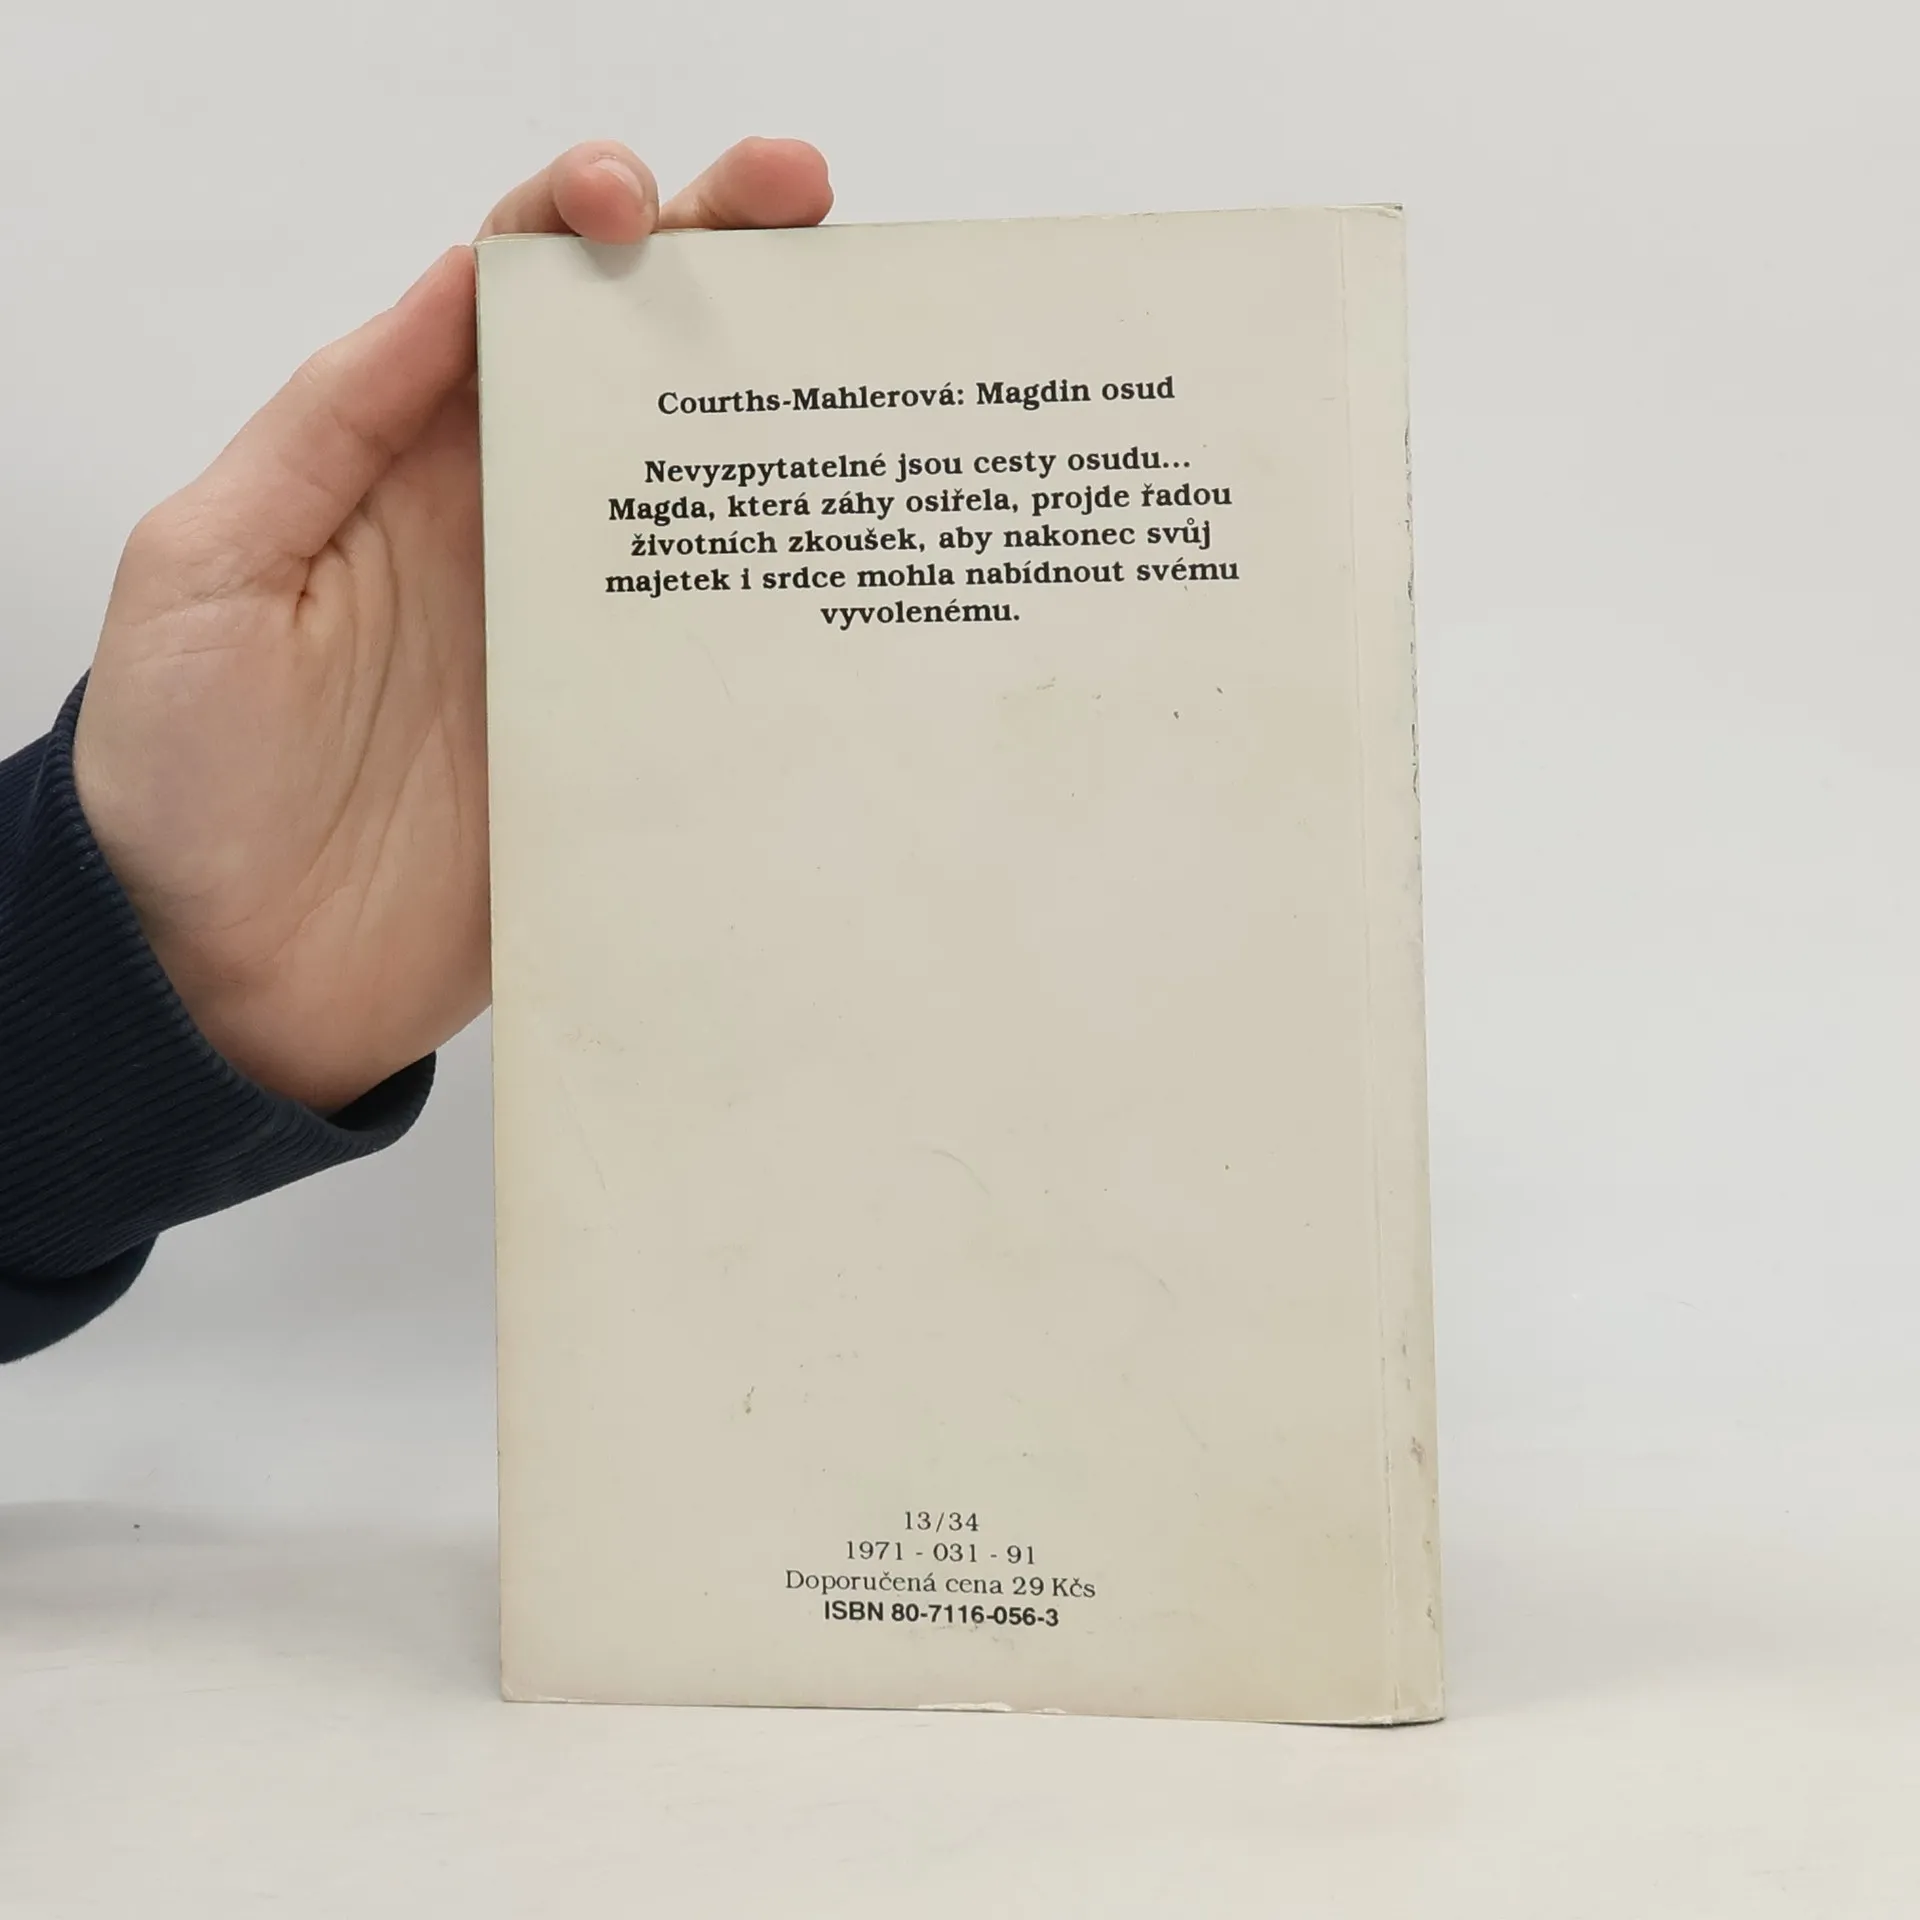 Courths-Mahlerová: Magdin osud
Nevyzpytatelné jsou cesty osudu...
Magda, která záhy osiřela, projde řadou
životních zkoušek, aby nakonec svůj
majetek i srdce mohla nabídnout svému
vyvolenému.
13/34
1971 - 031 - 91
Doporučená cena 29 Kčs
ISBN 80-7116-056-3